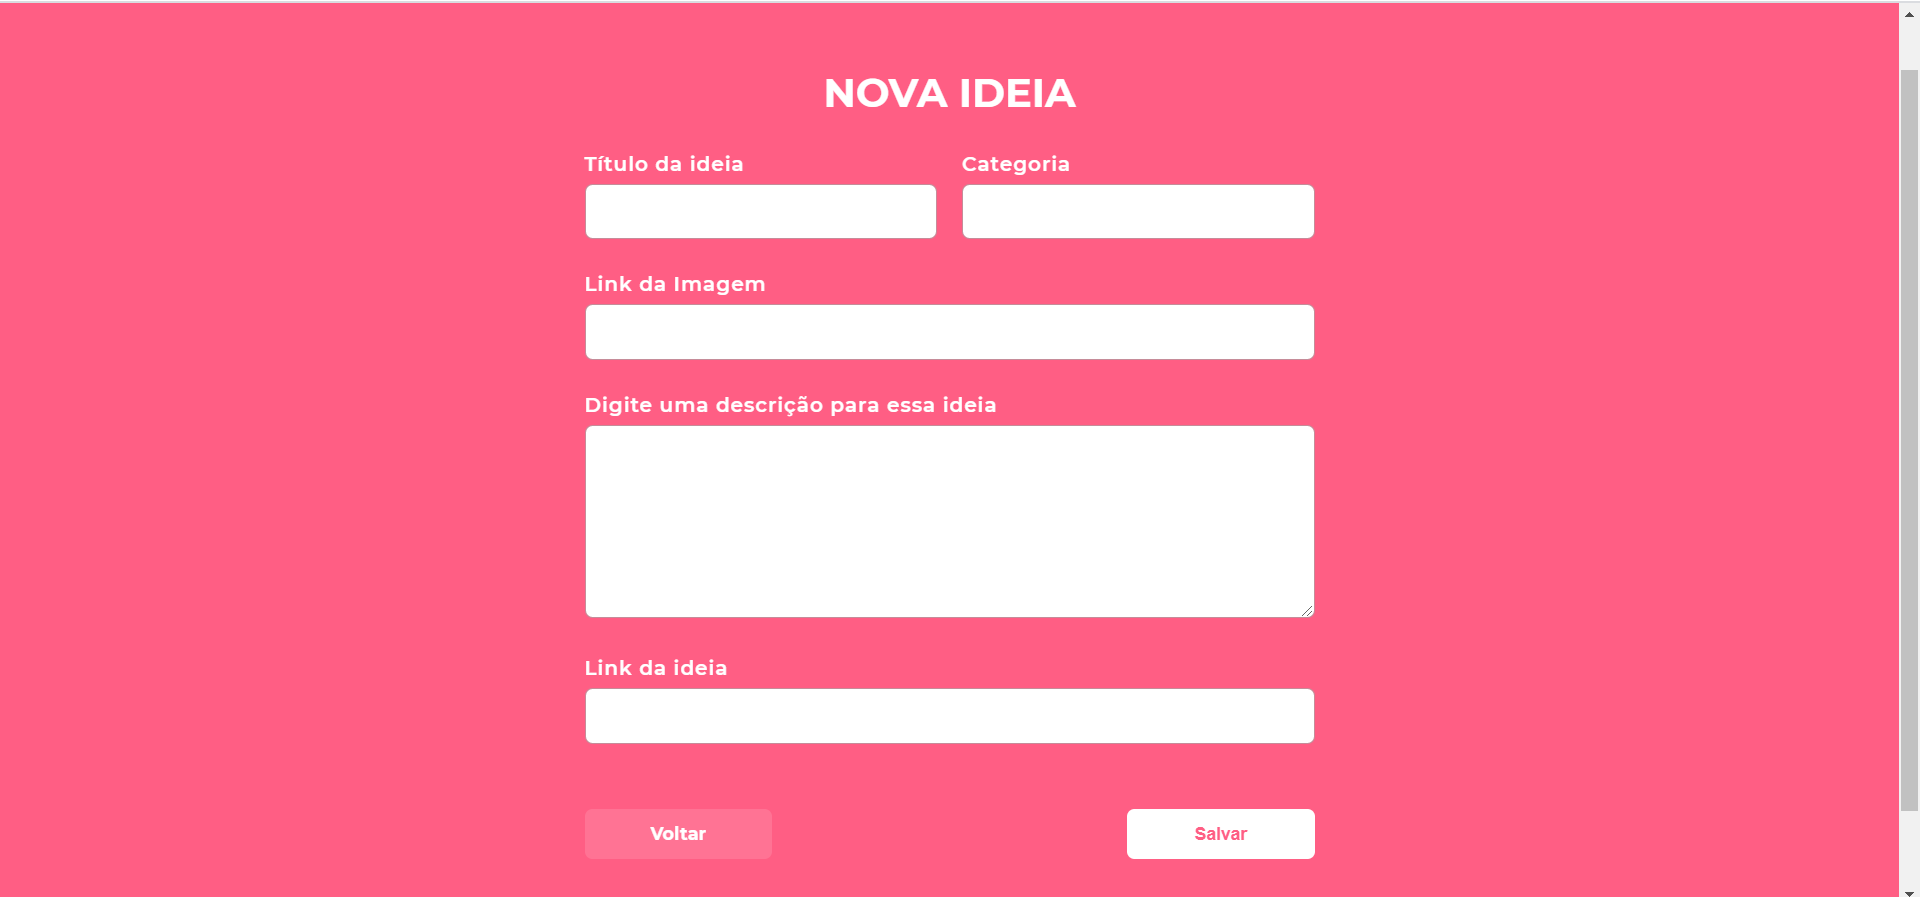 NOVA IDEIA
Título da ideia
Categoria
Link da Imagem
Digite uma descrição para essa ideia
Link da ideia
Voltar
Salvar